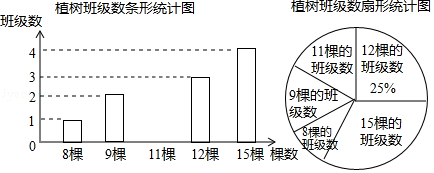 植树班级数条形统计图
班级数
4
3
2
1
0
8棵 9棵 11棵 12棵 15棵 棵数
植树班级数扇形统计图
11棵的
班级数
12棵的
班级数
25%
9棵的班
级数
8棵的
班级数
15棵的
班级数